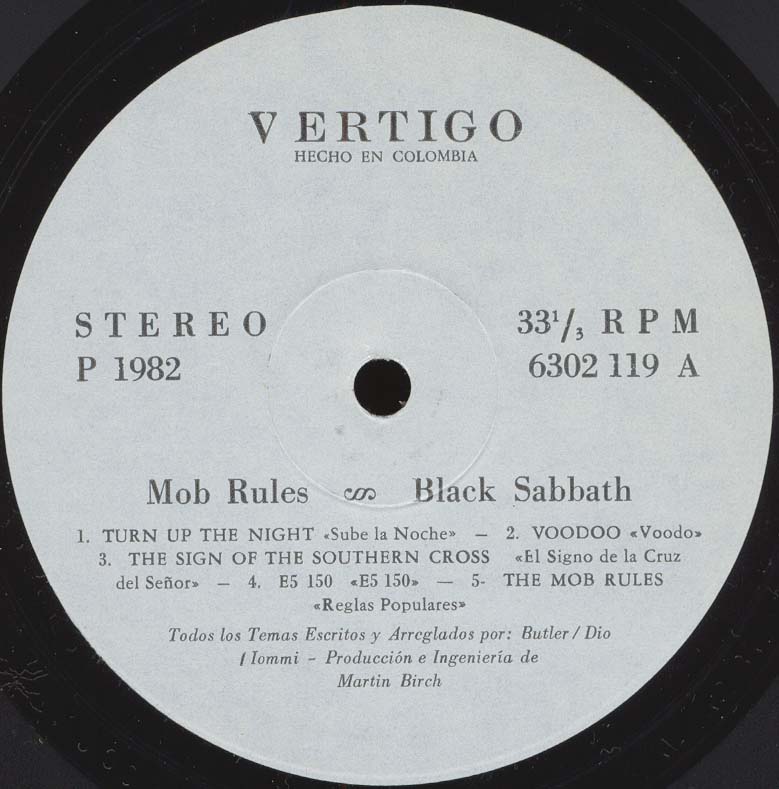 VERTIGO
HECHO EN COLOMBIA
STEREO
33¹/₃ RPM
P 1982
6302 119 A
Mob Rules ∽ Black Sabbath
1. TURN UP THE NIGHT «Sube la Noche» — 2. VOODOO «Voodo»
3. THE SIGN OF THE SOUTHERN CROSS «El Signo de la Cruz
del Señor» — 4. E5 150 «E5 150» — 5- THE MOB RULES
«Reglas Populares»
Todos los Temas Escritos y Arreglados por: Butler / Dio
/ Iommi - Producción e Ingeniería de
Martin Birch